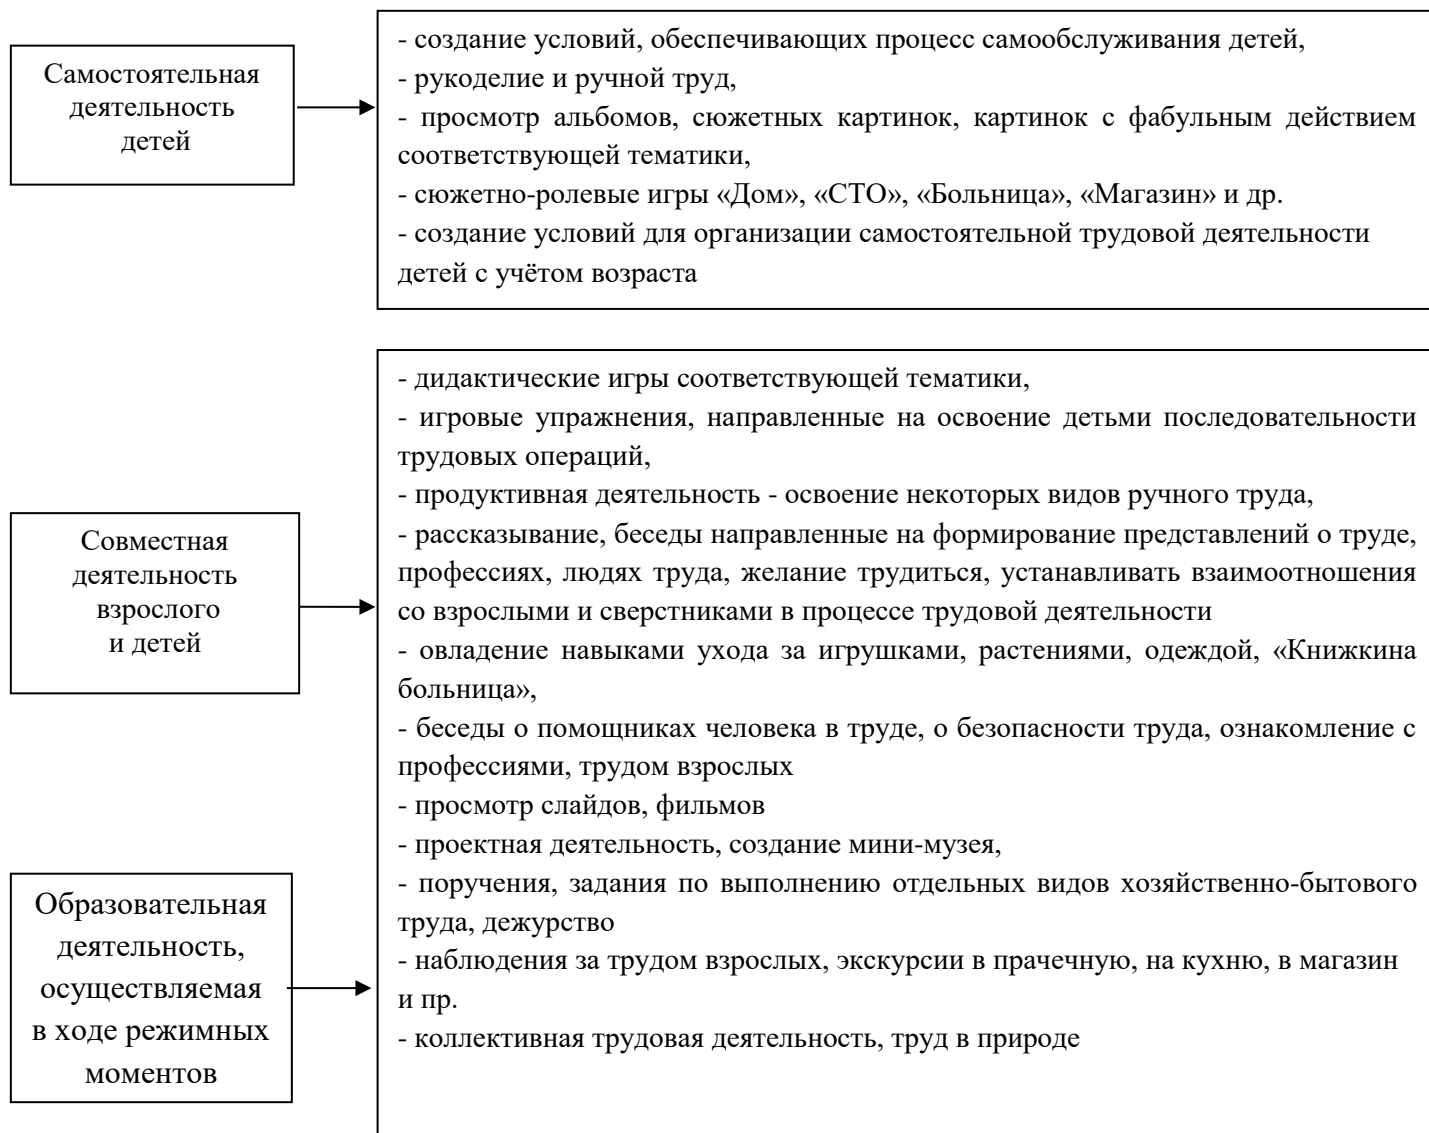 Самостоятельная
деятельность
детей
- создание условий, обеспечивающих процесс самообслуживания детей,
- рукоделие и ручной труд,
- просмотр альбомов, сюжетных картинок, картинок с фабульным действием
соответствующей тематики,
- сюжетно-ролевые игры «Дом», «СТО», «Больница», «Магазин» и др.
- создание условий для организации самостоятельной трудовой деятельности
детей с учётом возраста
Совместная
деятельность
взрослого
и детей
Образовательная
деятельность,
осуществляемая
в ходе режимных
моментов
- дидактические игры соответствующей тематики,
- игровые упражнения, направленные на освоение детьми последовательности
трудовых операций,
- продуктивная деятельность - освоение некоторых видов ручного труда,
- рассказывание, беседы направленные на формирование представлений о труде,
профессиях, людях труда, желание трудиться, устанавливать взаимоотношения
со взрослыми и сверстниками в процессе трудовой деятельности
- овладение навыками ухода за игрушками, растениями, одеждой, «Книжкина
больница»,
- беседы о помощниках человека в труде, о безопасности труда, ознакомление с
профессиями, трудом взрослых
- просмотр слайдов, фильмов
- проектная деятельность, создание мини-музея,
- поручения, задания по выполнению отдельных видов хозяйственно-бытового
труда, дежурство
- наблюдения за трудом взрослых, экскурсии в прачечную, на кухню, в магазин
и пр.
- коллективная трудовая деятельность, труд в природе